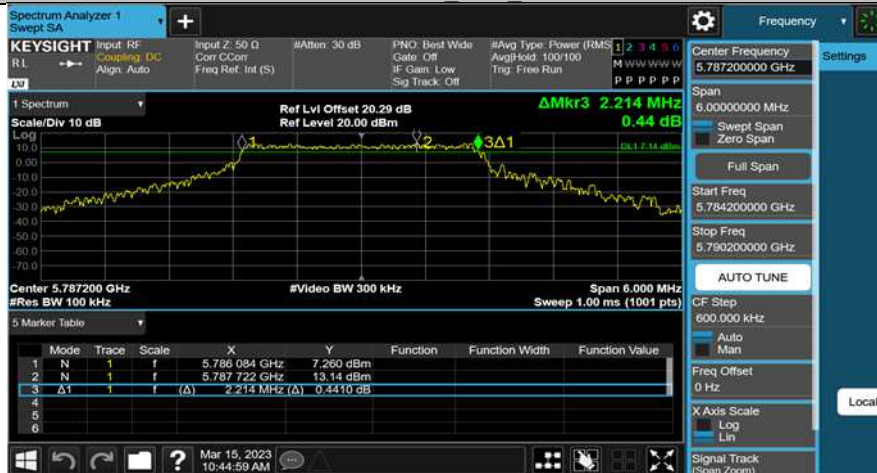 Spectrum Analyzer 1
Swept SA
+
Frequency
KEYSIGHT Input: RF Input Z: 50 Ω #Atten: 30 dB PNO: Best Wide #Avg Type: Power (RMS 1 2 3 4 5 6
RL Coupling: DC Corr CCorr Gate: Off Avg|Hold: 100/100 M W W W W W
Align: Auto Freq Ref: Int (S) IF Gain: Low Trig: Free Run
Sig Track: Off P P P P P P
LXI
1 Spectrum
Scale/Div 10 dB
Ref Lvl Offset 20.29 dB
Ref Level 20.00 dBm
ΔMkr3 2.214 MHz
0.44 dB
Log
10.0
0.00
-10.0
-20.0
-30.0
-40.0
-50.0
-60.0
-70.0
1
2
3Δ1
DL1 7.14 dBm
Center 5.787200 GHz #Video BW 300 kHz Span 6.000 MHz
#Res BW 100 kHz Sweep 1.00 ms (1001 pts)
5 Marker Table
Mode Trace Scale X Y Function Function Width Function Value
1 N 1 f 5.786 084 GHz 7.260 dBm
2 N 1 f 5.787 722 GHz 13.14 dBm
3 Δ1 1 f (Δ) 2.214 MHz (Δ) 0.4410 dB
4
5
6
?
Mar 15, 2023
10:44:59 AM
Center Frequency
5.787200000 GHz
Span
6.00000000 MHz
Swept Span
Zero Span
Full Span
Start Freq
5.784200000 GHz
Stop Freq
5.790200000 GHz
AUTO TUNE
CF Step
600.000 kHz
Auto
Man
Freq Offset
0 Hz
X Axis Scale
Log
Lin
Signal Track
(Span Zoom)
Settings
Local